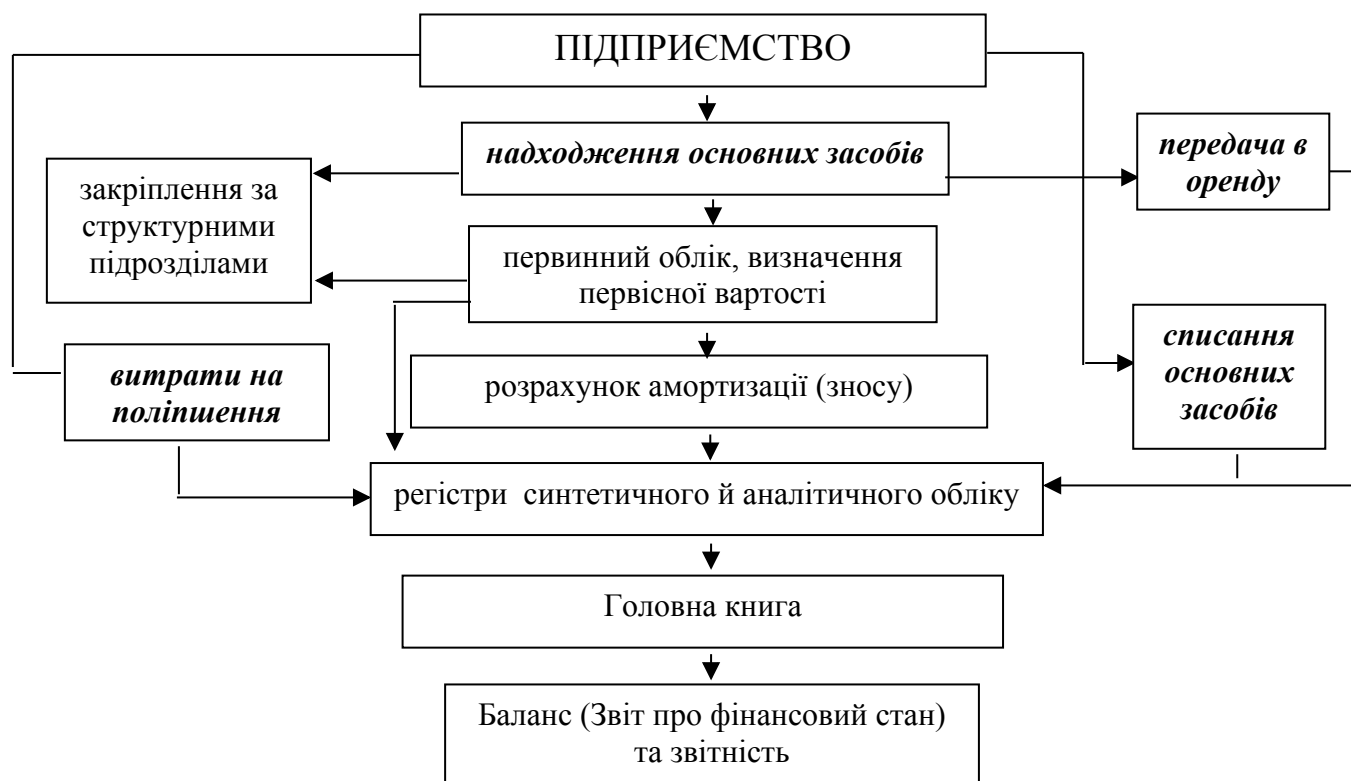 ПІДПРИЄМСТВО
надходження основних засобів
передача в
оренду
закріплення за
структурними
підрозділами
первинний облік, визначення
первісної вартості
списання
основних
засобів
витрати на
поліпшення
розрахунок амортизації (зносу)
регістри синтетичного й аналітичного обліку
Головна книга
Баланс (Звіт про фінансовий стан)
та звітність